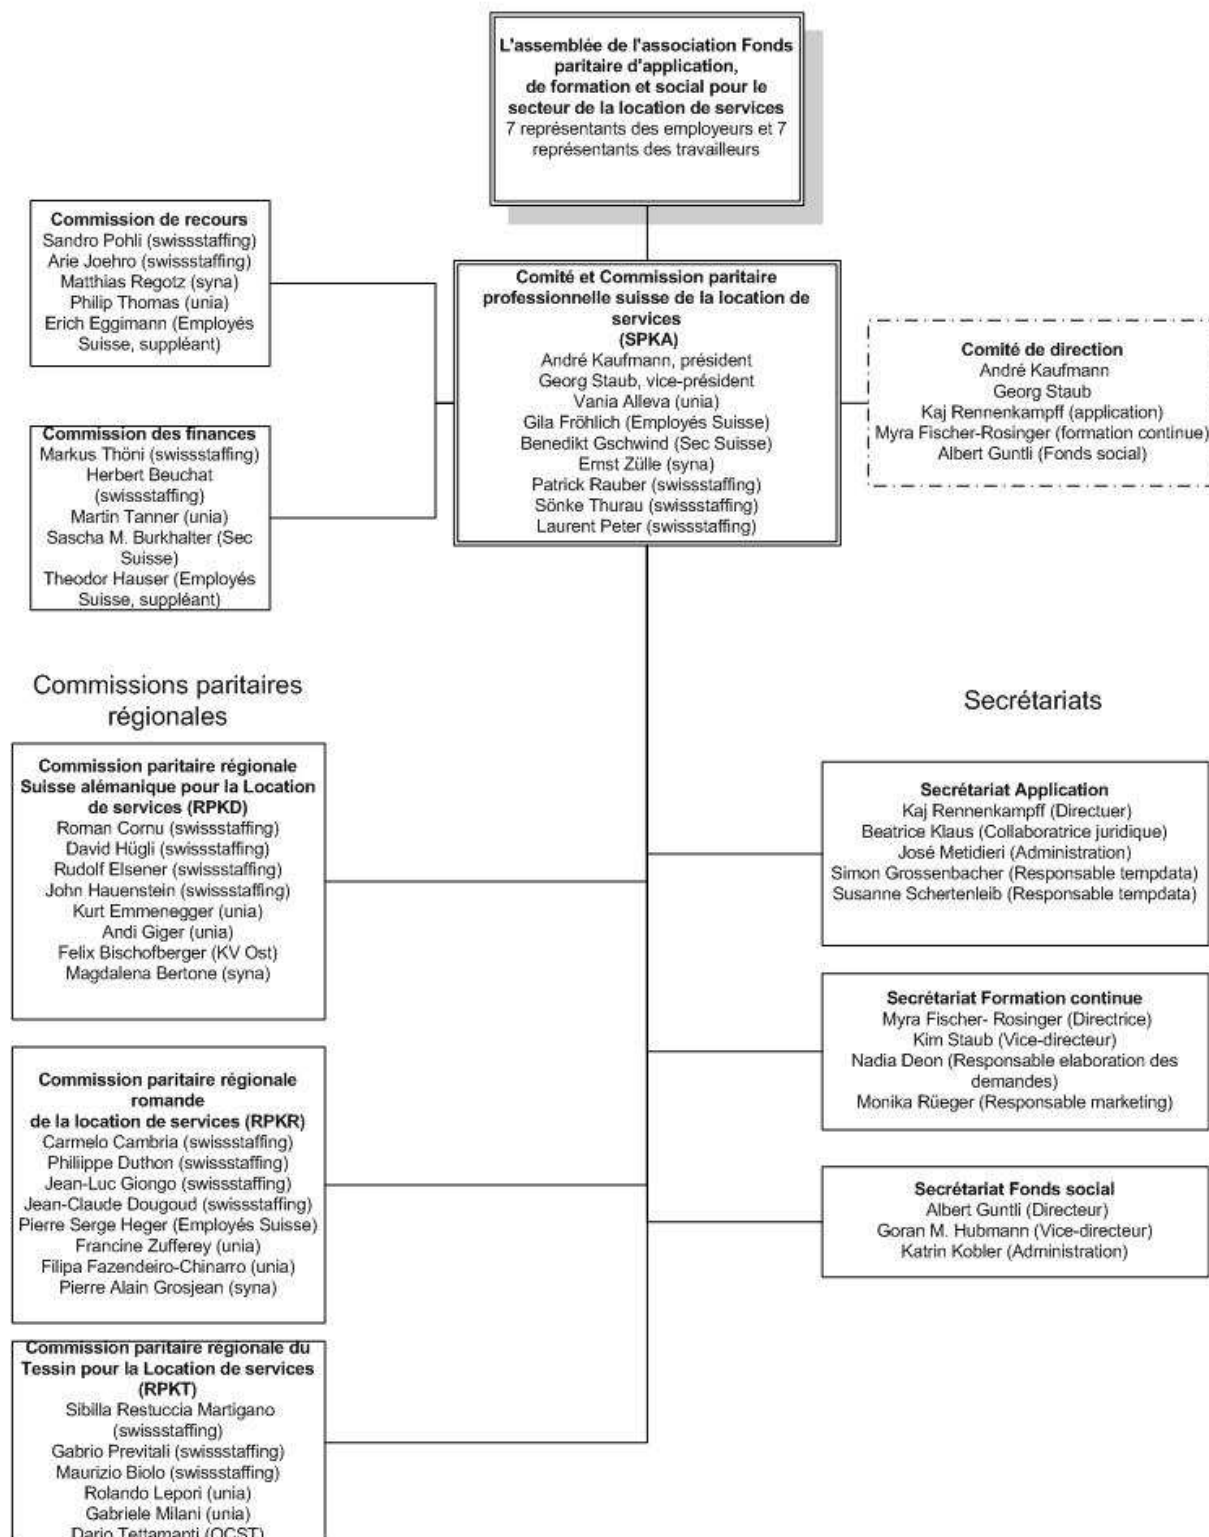 L'assemblée de l'association Fonds
paritaire d'application,
de formation et social pour le
secteur de la location de services
7 représentants des employeurs et 7
représentants des travailleurs
Commission de recours
Sandro Pohli (swissstaffing)
Arie Joehro (swissstaffing)
Matthias Regotz (syna)
Philip Thomas (unia)
Erich Eggimann (Employés
Suisse, suppléant)
Comité et Commission paritaire
professionnelle suisse de la location de
services
(SPKA)
André Kaufmann, président
Georg Staub, vice-président
Vania Alleva (unia)
Gila Fröhlich (Employés Suisse)
Benedikt Gschwind (Sec Suisse)
Ernst Zülle (syna)
Patrick Rauber (swissstaffing)
Sönke Thurau (swissstaffing)
Laurent Peter (swissstaffing)
Comité de direction
André Kaufmann
Georg Staub
Kaj Rennenkampff (application)
Myra Fischer-Rosinger (formation continue)
Albert Guntli (Fonds social)
Commission des finances
Markus Thöni (swissstaffing)
Herbert Beuchat
(swissstaffing)
Martin Tanner (unia)
Sascha M. Burkhalter (Sec
Suisse)
Theodor Hauser (Employés
Suisse, suppléant)
Commissions paritaires
régionales
Commission paritaire régionale
Suisse alémanique pour la Location
de services (RPKD)
Roman Cornu (swissstaffing)
David Hügli (swissstaffing)
Rudolf Elsener (swissstaffing)
John Hauenstein (swissstaffing)
Kurt Emmenegger (unia)
Andi Giger (unia)
Felix Bischofberger (KV Ost)
Magdalena Bertone (syna)
Commission paritaire régionale
romande
de la location de services (RPKR)
Carmelo Cambria (swissstaffing)
Philiippe Duthon (swissstaffing)
Jean-Luc Giongo (swissstaffing)
Jean-Claude Dougoud (swissstaffing)
Pierre Serge Heger (Employés Suisse)
Francine Zufferey (unia)
Filipa Fazendeiro-Chinarro (unia)
Pierre Alain Grosjean (syna)
Commission paritaire régionale du
Tessin pour la Location de services
(RPKT)
Sibilla Restuccia Martigano
(swissstaffing)
Gabrio Previtali (swissstaffing)
Maurizio Biolo (swissstaffing)
Rolando Lepori (unia)
Gabriele Milani (unia)
Dario Tettamanti (OCST)
Secrétariats
Secrétariat Application
Kaj Rennenkampff (Directuer)
Beatrice Klaus (Collaboratrice juridique)
José Metidieri (Administration)
Simon Grossenbacher (Responsable tempdata)
Susanne Schertenleib (Responsable tempdata)
Secrétariat Formation continue
Myra Fischer- Rosinger (Directrice)
Kim Staub (Vice-directeur)
Nadia Deon (Responsable elaboration des
demandes)
Monika Rüeger (Responsable marketing)
Secrétariat Fonds social
Albert Guntli (Directeur)
Goran M. Hubmann (Vice-directeur)
Katrin Kobler (Administration)